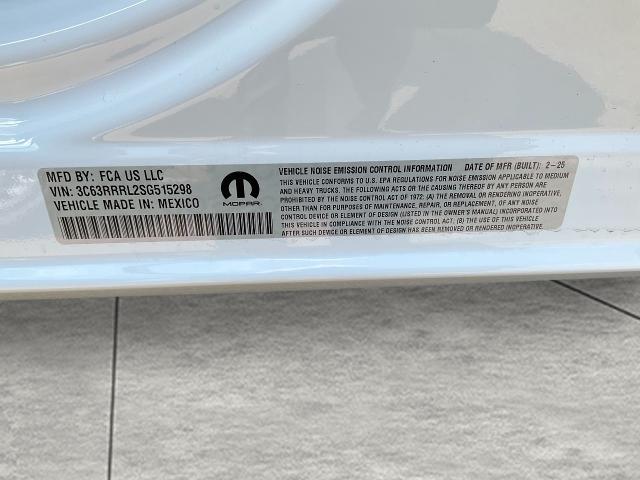 MFD BY: FCA US LLC
VIN: 3C63RRRL2SG515298
VEHICLE MADE IN: MEXICO
MOPAR
VEHICLE NOISE EMISSION CONTROL INFORMATION DATE OF MFR (BUILT): 2-25
THIS VEHICLE CONFORMS TO U.S. EPA REGULATIONS FOR NOISE EMISSION APPLICABLE TO MEDIUM
AND HEAVY TRUCKS. THE FOLLOWING ACTS OR THE CAUSING THEREOF BY ANY PERSON ARE
PROHIBITED BY THE NOISE CONTROL ACT OF 1972: (A) THE REMOVAL OR RENDERING INOPERATIVE,
OTHER THAN FOR PURPOSES OF MAINTENANCE, REPAIR, OR REPLACEMENT, OF ANY NOISE
CONTROL DEVICE OR ELEMENT OF DESIGN (LISTED IN THE OWNER'S MANUAL) INCORPORATED INTO
THIS VEHICLE IN COMPLIANCE WITH THE NOISE CONTROL ACT. (B) THE USE OF THIS VEHICLE
AFTER SUCH DEVICE OR ELEMENT OF DESIGN HAS BEEN REMOVED OR RENDERED INOPERATIVE.